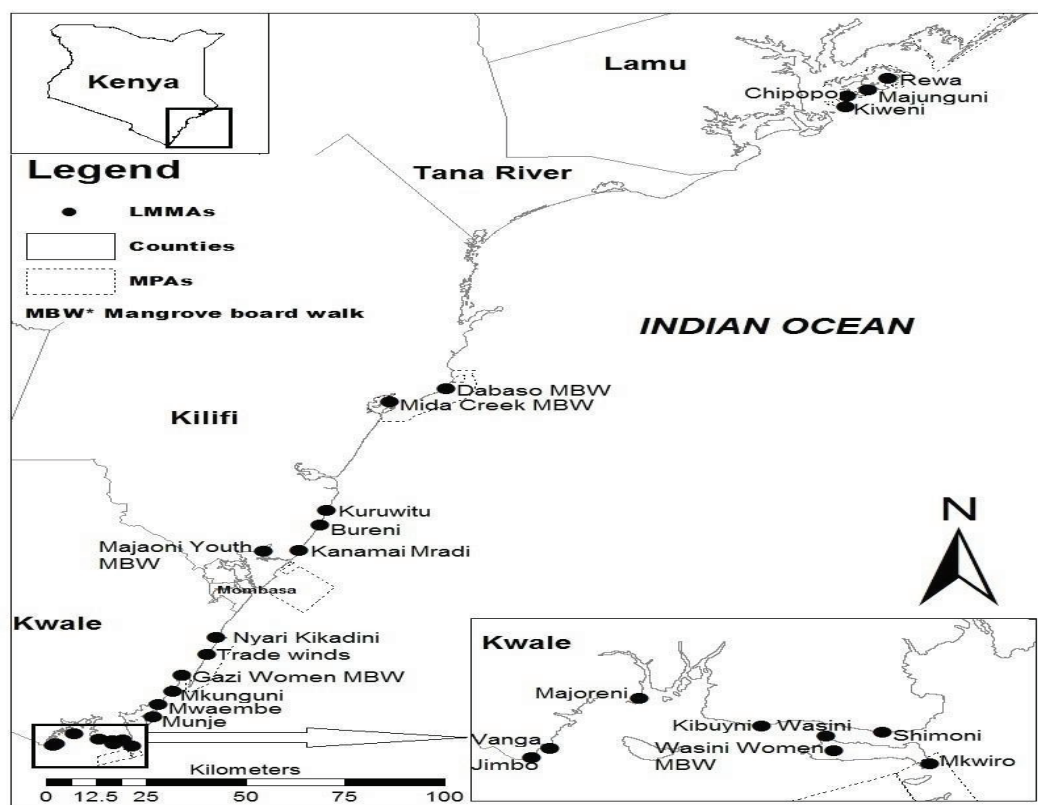 Kenya
Lamu
Rewa
Chipopo
Majunguni
Kiweni
Legend
Tana River
LMMAs
Counties
MPAs
MBW* Mangrove board walk
INDIAN OCEAN
Dabaso MBW
Mida Creek MBW
Kilifi
Kuruwitu
Bureni
Majaoni Youth
MBW
Kanamai Mradi
Mombasa
N
Kwale
Nyari Kikadini
Trade winds
Gazi Women MBW
Mkunguni
Mwaembe
Munje
Kilometers
0 12.5 25 50 75 100
Kwale
Majoreni
Kibuyni
Wasini
Shimoni
Vanga
Wasini Women
MBW
Jimbo
Mkwiro